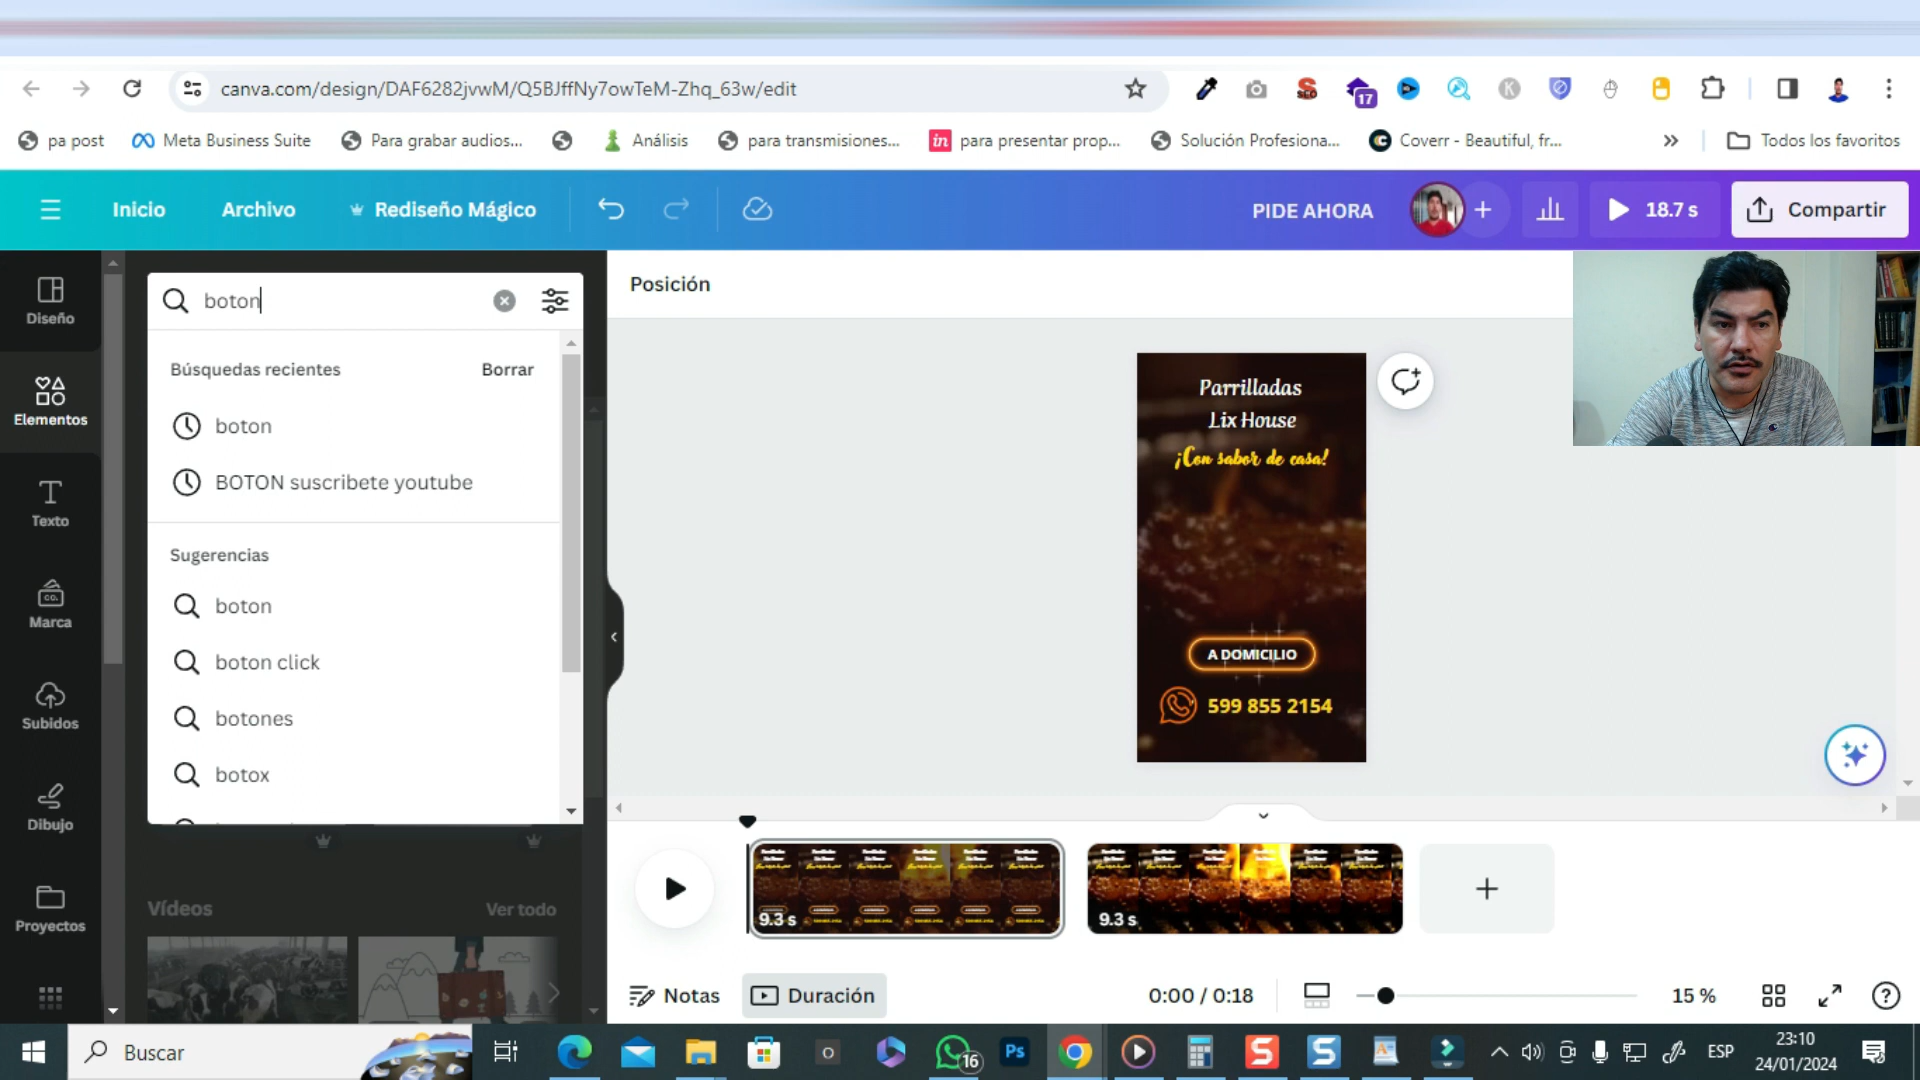 canva.com/design/DAF6282jvwM/Q5BJffNy7owTeM-Zhq_63w/edit
17
pa post
Meta Business Suite
Para grabar audios...
Análisis
para transmisiones...
in
para presentar prop...
Solución Profesiona...
Coverr - Beautiful, fr...
Todos los favoritos
Inicio
Archivo
Rediseño Mágico
PIDE AHORA
18.7 s
Compartir
Diseño
Elementos
Texto
Marca
Subidos
Dibujo
Proyectos
boton
Búsquedas recientes
Borrar
boton
BOTON suscribete youtube
Sugerencias
boton
boton click
botones
botox
Vídeos
Ver todo
Posición
Parrilladas
Lix House
¡Con sabor de casa!
A DOMICILIO
599 855 2154
9.3 s
9.3 s
Notas
Duración
0:00 / 0:18
15 %
Buscar
16
Ps
ESP
23:10
24/01/2024